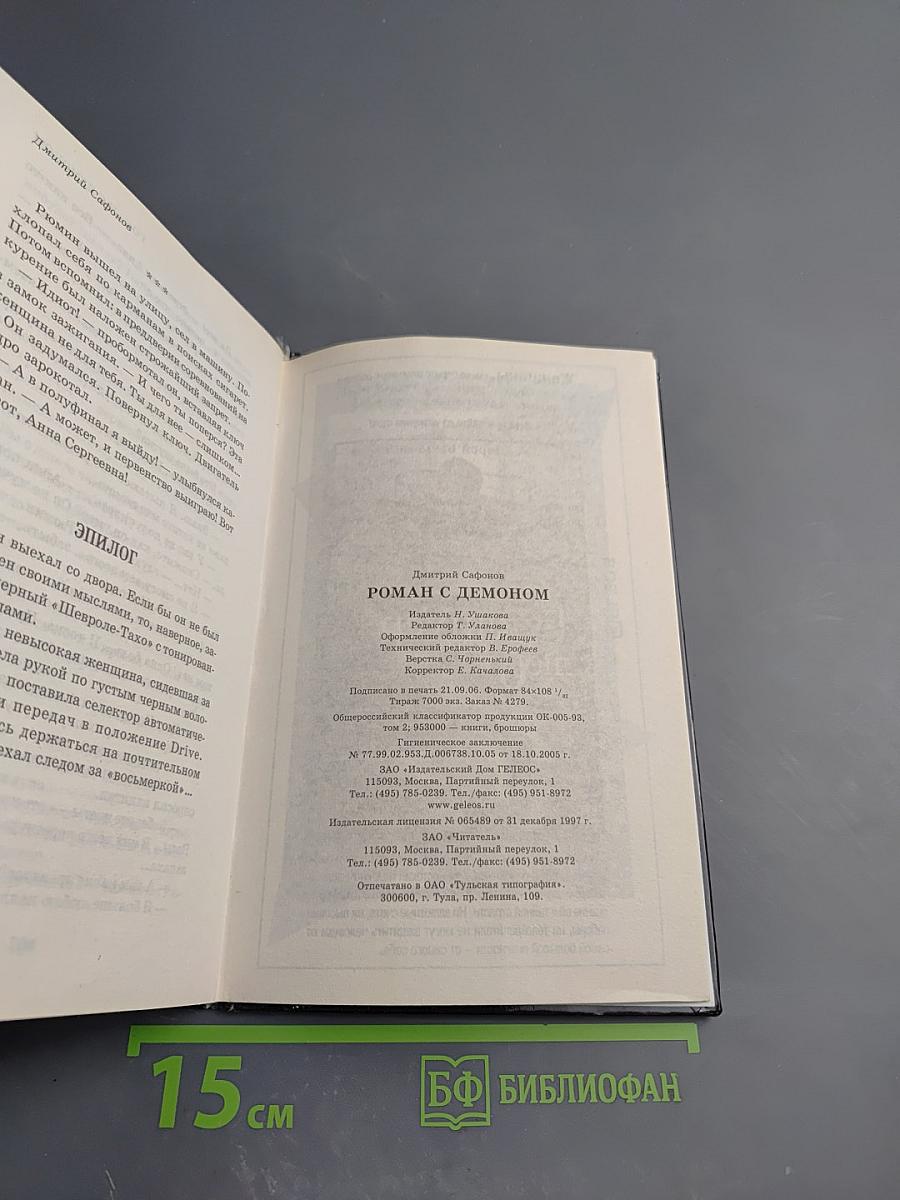 Дмитрий Сафонов
***
Рюмин вышел на улицу, сел в машину. По-
хлопал себя по карманам в поисках сигарет.
Потом вспомнил: в преддверии соревнований на
курение был наложен строжайший запрет.
— Идиот! — пробормотал он, вставляя ключ
замок зажигания. — И чего ты поперся? Эта
женщина не для тебя. Ты для нее — слишком...
Он задумался. Повернул ключ. Двигатель
зарокотал.
— А в полуфинал я выйду! — улыбнулся ка-
— А может, и первенство выиграю! Вот
Анна Сергеевна!
ЭПИЛОГ
выехал со двора. Если бы он не был
своими мыслями, то, наверное, за-
«Шевроле-Тахо» с тонирован-
невысокая женщина, сидевшая за
рукой по густым черным воло-
поставила селектор автоматиче-
передач в положение Drive.
держаться на почтительном
следом за «восьмеркой»...
Дмитрий Сафонов
РОМАН С ДЕМОНОМ
Издатель Н. Ушакова
Редактор Т. Уланова
Оформление обложки П. Иващук
Технический редактор В. Ерофеев
Верстка С. Чорненький
Корректор Е. Качалова
Подписано в печать 21.09.06. Формат 84×108 1/32
Тираж 7000 экз. Заказ № 4279.
Общероссийский классификатор продукции ОК-005-93,
том 2; 953000 — книги, брошюры
Гигиеническое заключение
№ 77.99.02.953.Д.006738.10.05 от 18.10.2005 г.
ЗАО «Издательский Дом ГЕЛЕОС»
115093, Москва, Партийный переулок, 1
Тел.: (495) 785-0239. Тел./факс: (495) 951-8972
www.geleos.ru
Издательская лицензия № 065489 от 31 декабря 1997 г.
ЗАО «Читатель»
115093, Москва, Партийный переулок, 1
Тел.: (495) 785-0239. Тел./факс: (495) 951-8972
Отпечатано в ОАО «Тульская типография».
300600, г. Тула, пр. Ленина, 109.
15 см
БФ БИБЛИОФАН